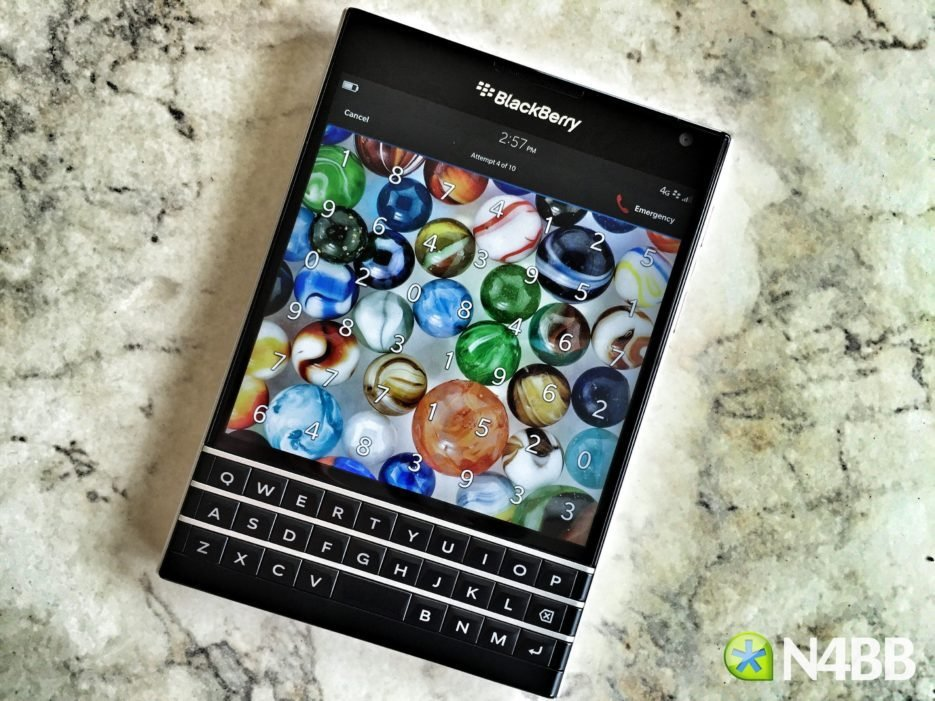 BlackBerry
2:57 PM
4G
Cancel
Attempt 4 of 10
Emergency
1 8 7 4 1 2 5
9 6 4 3 9 5 1
0 2 0 8 4 6 7
9 8 3 1 9 6 2
7 7 7 1 5 2 0
6 4 8 3 9 3 3
Q W E R T Y U I O P
A S D F G H J K L
Z X C V B N M
N4BB